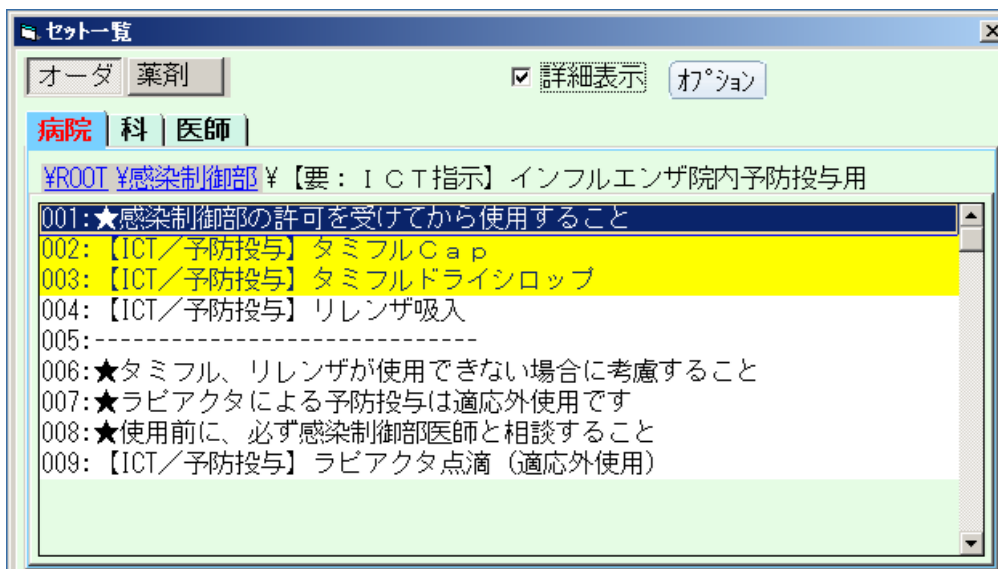 セット一覧
オーダ 薬剤 詳細表示 ｵﾌﾟｼｮﾝ
病院 科 医師
¥ROOT ¥感染制御部 ¥【要：ＩＣＴ指示】インフルエンザ院内予防投与用
001:★感染制御部の許可を受けてから使用すること
002:【ICT／予防投与】タミフルＣａｐ
003:【ICT／予防投与】タミフルドライシロップ
004:【ICT／予防投与】リレンザ吸入
005:------------------------------
006:★タミフル、リレンザが使用できない場合に考慮すること
007:★ラピアクタによる予防投与は適応外使用です
008:★使用前に、必ず感染制御部医師と相談すること
009:【ICT／予防投与】ラピアクタ点滴（適応外使用）